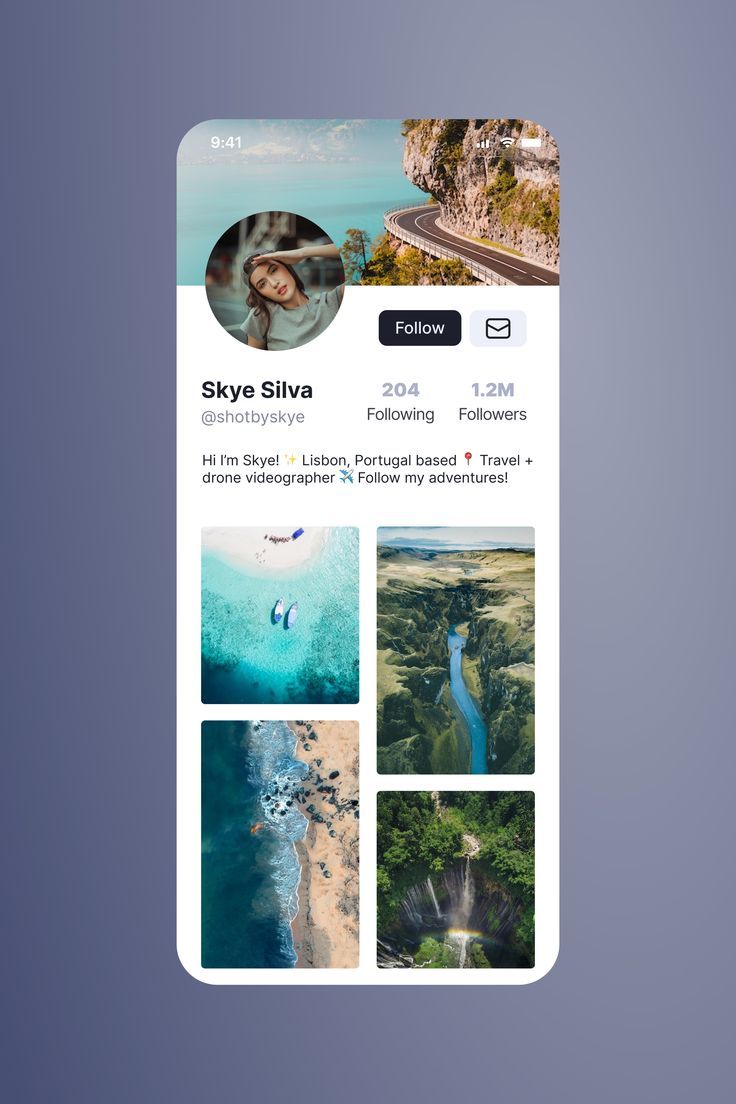 9:41
Follow
Skye Silva
@shotbyskye
204
Following
1.2M
Followers
Hi I’m Skye! ✨ Lisbon, Portugal based 📍 Travel +
drone videographer ✈️ Follow my adventures!